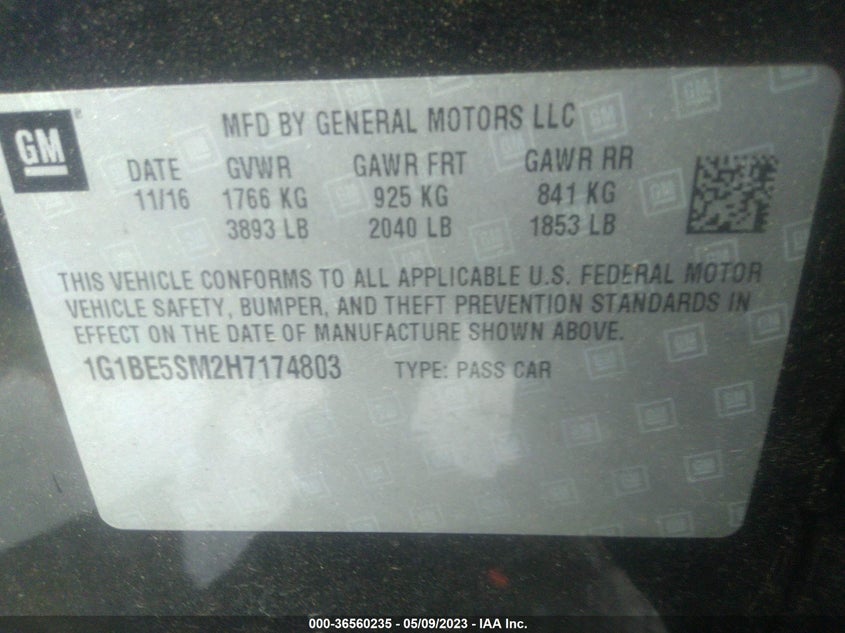 GM
MFD BY GENERAL MOTORS LLC
DATE GVWR GAWR FRT GAWR RR
11/16 1766 KG 925 KG 841 KG
3893 LB 2040 LB 1853 LB
THIS VEHICLE CONFORMS TO ALL APPLICABLE U.S. FEDERAL MOTOR
VEHICLE SAFETY, BUMPER, AND THEFT PREVENTION STANDARDS IN
EFFECT ON THE DATE OF MANUFACTURE SHOWN ABOVE.
1G1BE5SM2H7174803 TYPE: PASS CAR
000-36560235 - 05/09/2023 - IAA Inc.